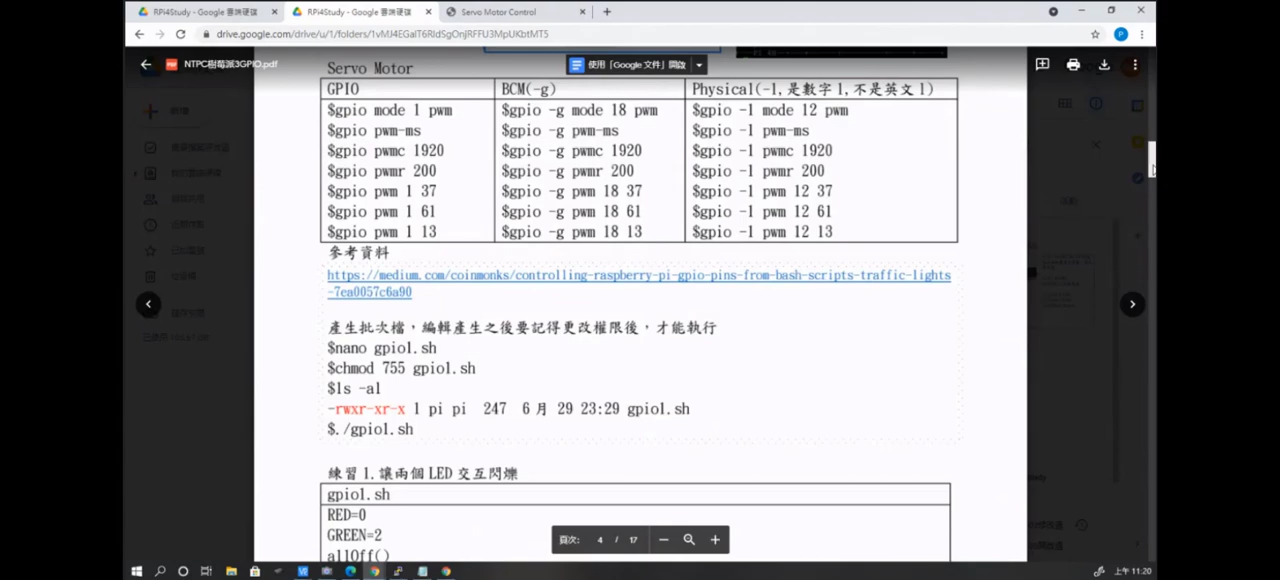 RPi4Study - Google 雲端硬碟
RPi4Study - Google 雲端硬碟
Servo Motor Control
drive.google.com/drive/u/1/folders/1vMJ4EGaIT6RIdSgOnjRFFU3MpUKbtMT5
NTPC樹莓派3GPIO.pdf
使用「Google 文件」開啟
Servo Motor
GPIO BCM(-g) Physical(-1,是數字1,不是英文l)
$gpio mode 1 pwm $gpio -g mode 18 pwm $gpio -1 mode 12 pwm
$gpio pwm-ms $gpio -g pwm-ms $gpio -1 pwm-ms
$gpio pwmc 1920 $gpio -g pwmc 1920 $gpio -1 pwmc 1920
$gpio pwmr 200 $gpio -g pwmr 200 $gpio -1 pwmr 200
$gpio pwm 1 37 $gpio -g pwm 18 37 $gpio -1 pwm 12 37
$gpio pwm 1 61 $gpio -g pwm 18 61 $gpio -1 pwm 12 61
$gpio pwm 1 13 $gpio -g pwm 18 13 $gpio -1 pwm 12 13
參考資料
https://medium.com/coinmonks/controlling-raspberry-pi-gpio-pins-from-bash-scripts-traffic-lights
-7ea0057c6a90
產生批次檔，編輯產生之後要記得更改權限後，才能執行
$nano gpio1.sh
$chmod 755 gpio1.sh
$ls -al
-rwxr-xr-x 1 pi pi 247 6月 29 23:29 gpio1.sh
$./gpio1.sh
練習1.讓兩個LED交互閃爍
gpio1.sh
RED=0
GREEN=2
allOff()
頁次: 4 / 17
上午 11:20